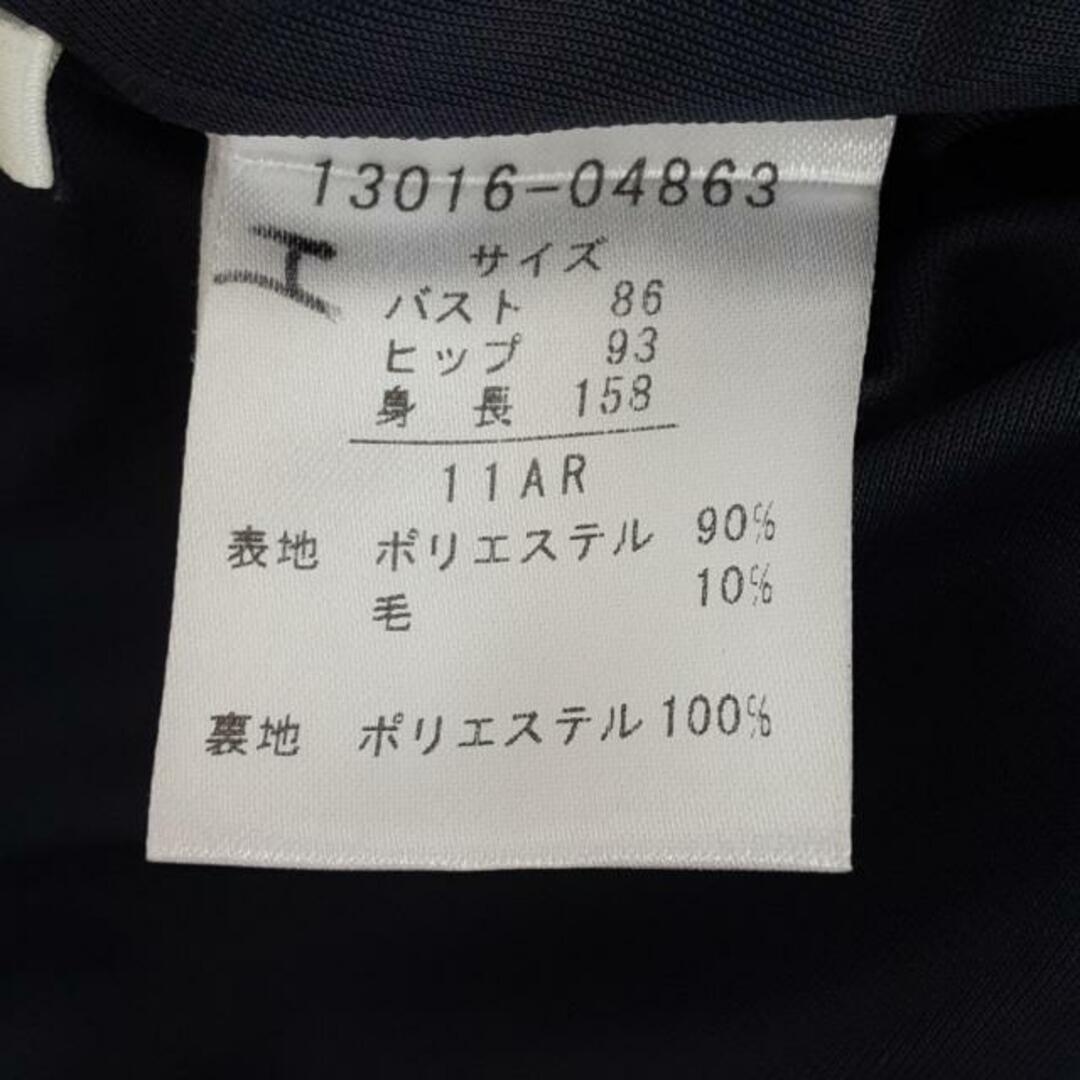 13016-04863
サイズ
バスト 86
ヒップ 93
身長 158
11AR
表地 ポリエステル 90%
毛 10%
裏地 ポリエステル 100%